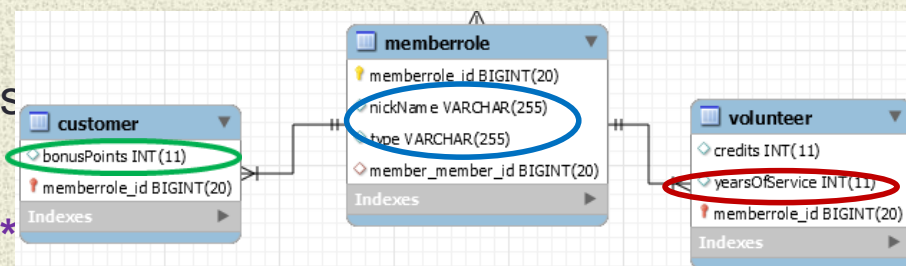 S
*
customer
bonusPoints INT(11)
memberrole_id BIGINT(20)
Indexes
memberrole
memberrole_id BIGINT(20)
nickName VARCHAR(255)
type VARCHAR(255)
member_member_id BIGINT(20)
Indexes
volunteer
credits INT(11)
yearsOfService INT(11)
memberrole_id BIGINT(20)
Indexes